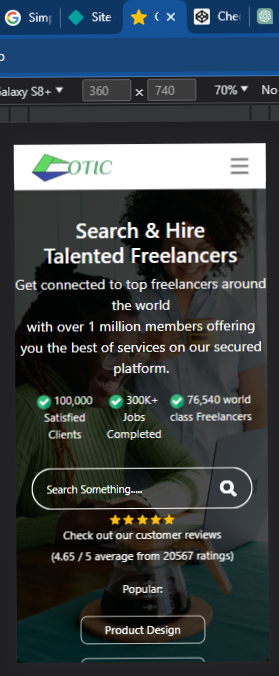 Sim
Site
C
Che
alaxy S8+
360 x 740
70%
No
OTIC
Search & Hire
Talented Freelancers
Get connected to top freelancers around
the world
with over 1 million members offering
you the best of services on our secured
platform.
100,000
Satisfied
Clients
300K+
Jobs
Completed
76,540 world
class Freelancers
Search Something.....
Check out our customer reviews
(4.65 / 5 average from 20567 ratings)
Popular:
Product Design